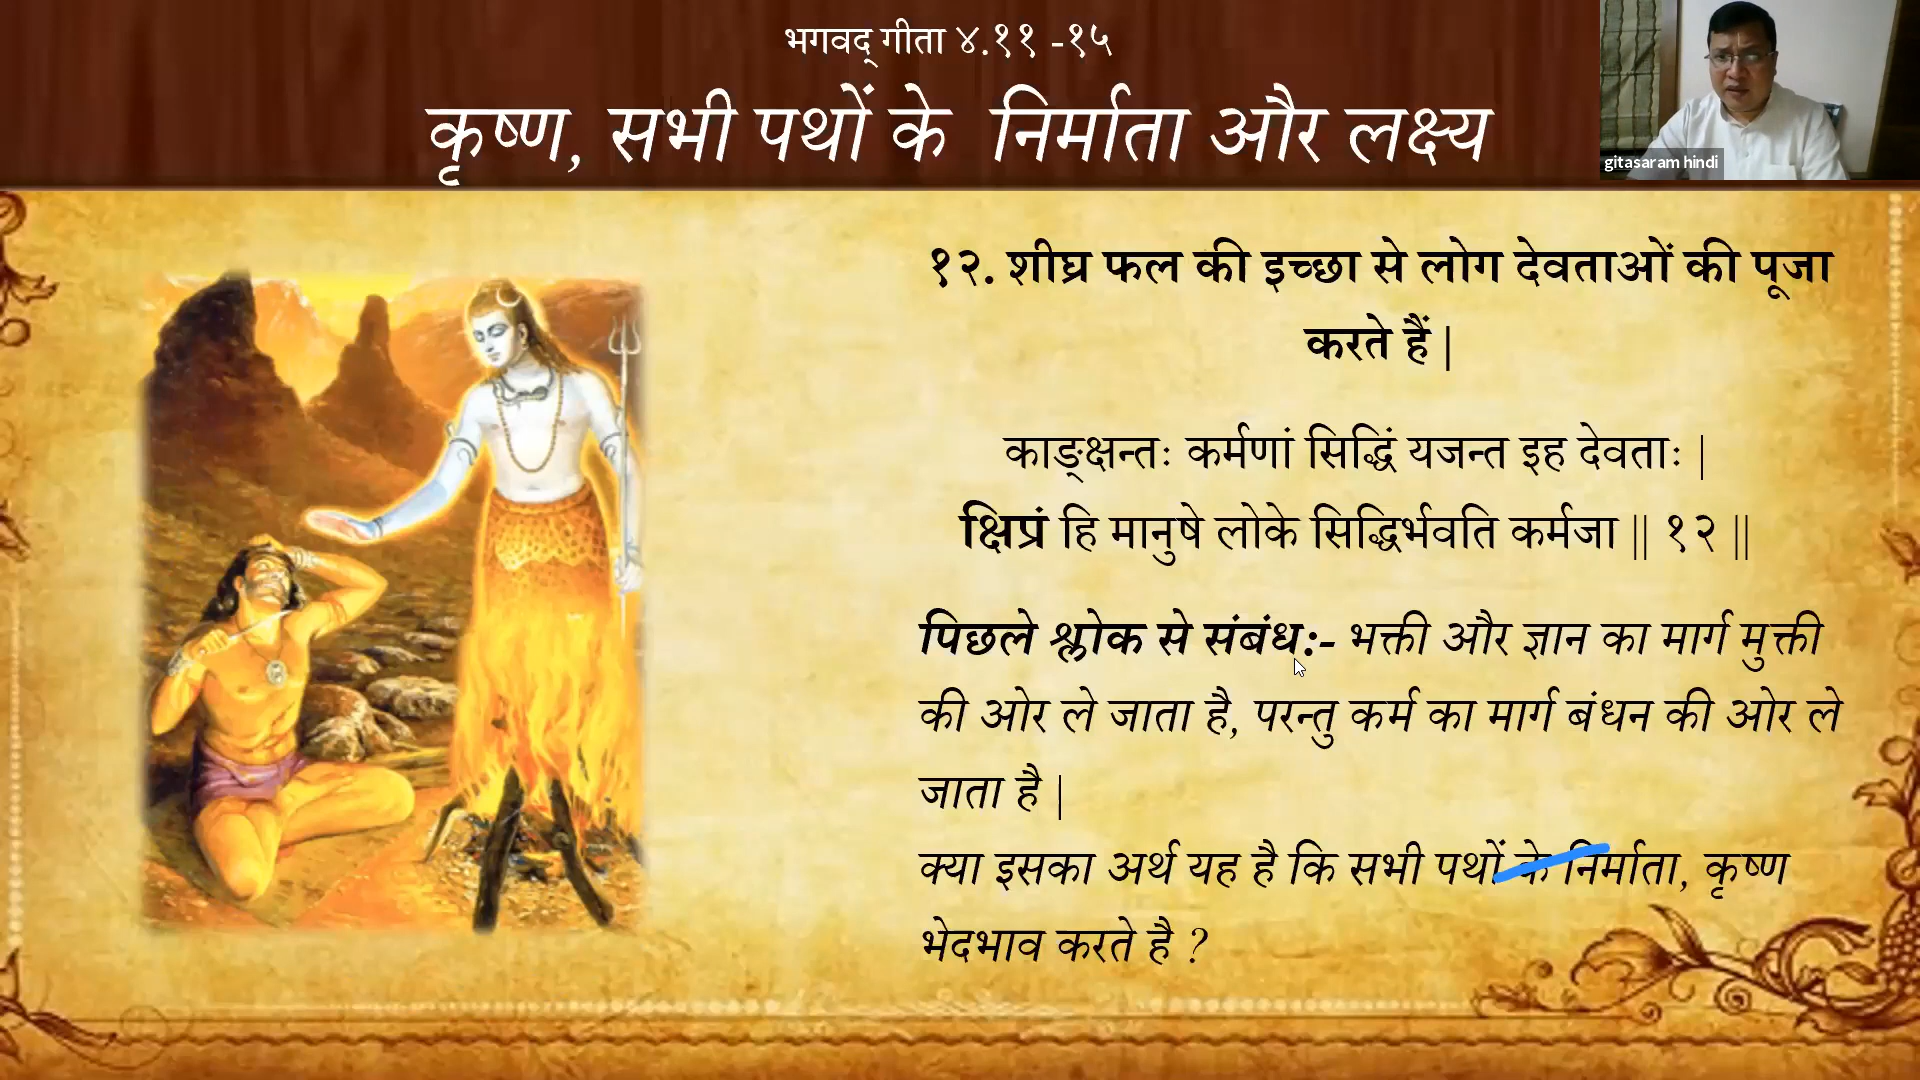 भगवद् गीता ४.११ -१५
कृष्ण, सभी पथों के निर्माता और लक्ष्य
gitasaram hindi
१२. शीघ्र फल की इच्छा से लोग देवताओं की पूजा
करते हैं |
काङ्क्षन्तः कर्मणां सिद्धिं यजन्त इह देवताः |
क्षिप्रं हि मानुषे लोके सिद्धिर्भवति कर्मजा || १२ ||
पिछले श्लोक से संबंध:- भक्ती और ज्ञान का मार्ग मुक्ती
की ओर ले जाता है, परन्तु कर्म का मार्ग बंधन की ओर ले
जाता है |
क्या इसका अर्थ यह है कि सभी पथों के निर्माता, कृष्ण
भेदभाव करते है ?